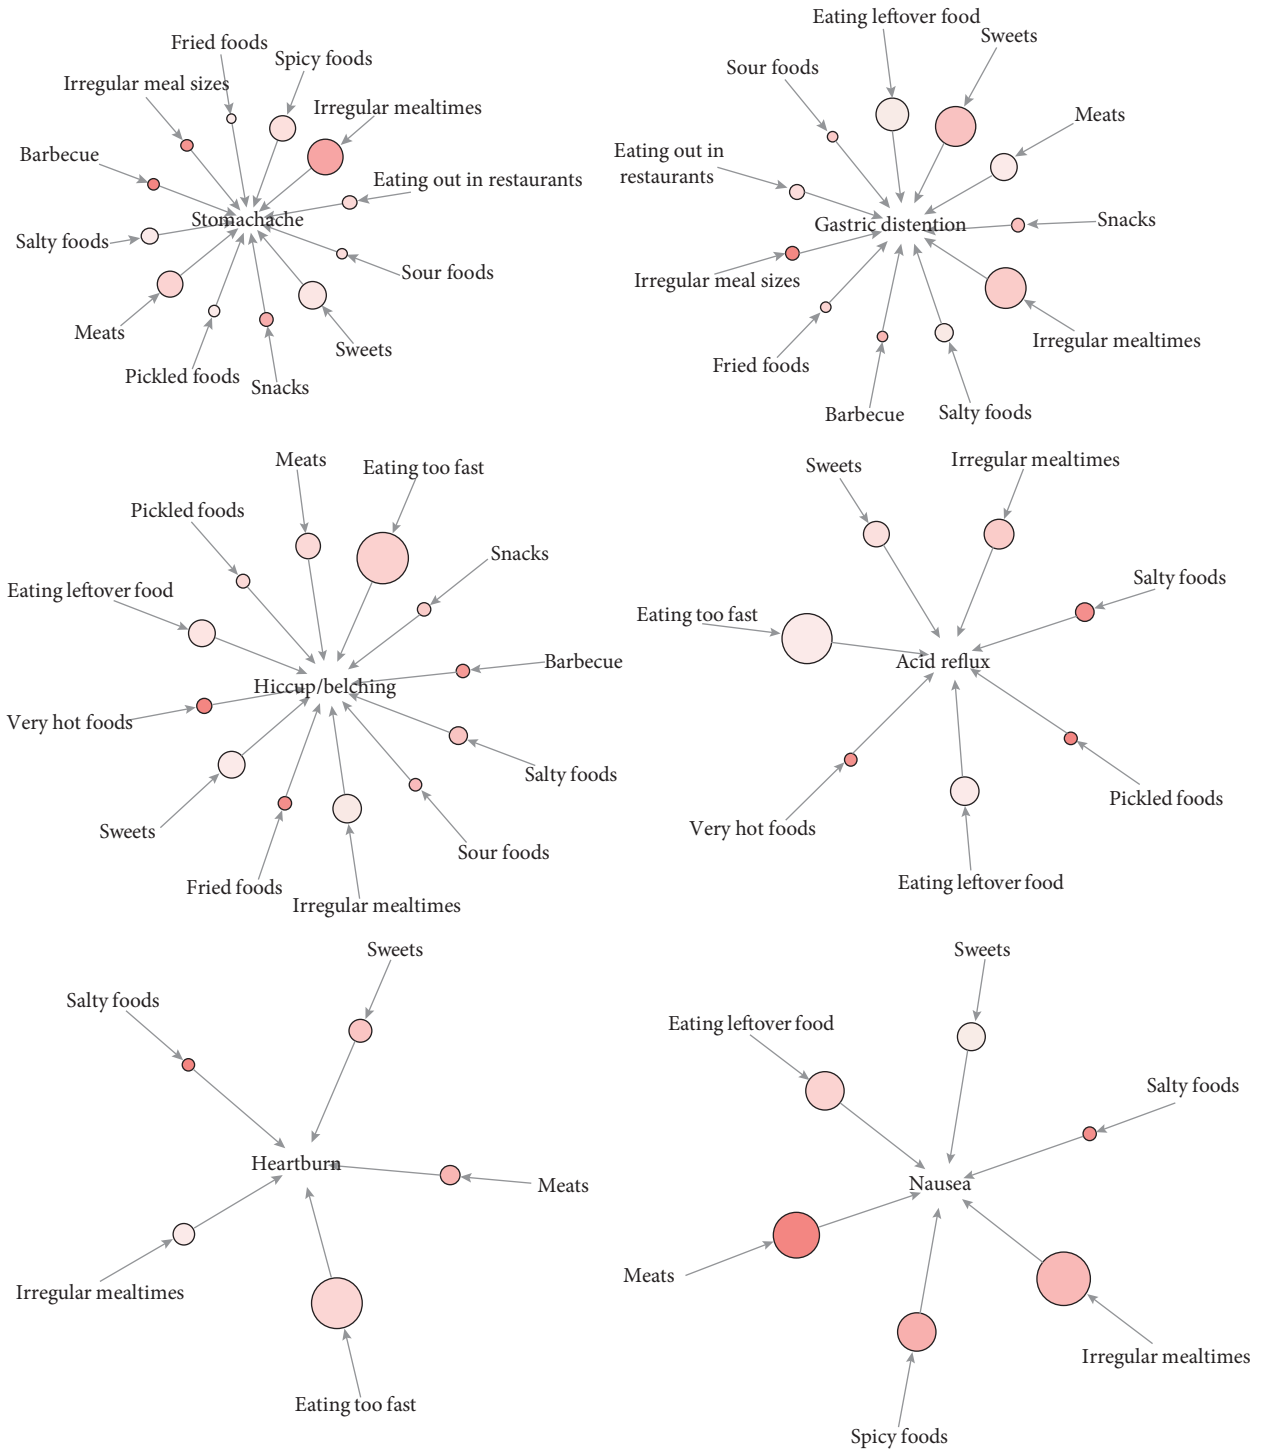 Fried foods
Spicy foods
Irregular meal sizes
Irregular mealtimes
Barbecue
Eating out in restaurants
Stomachache
Salty foods
Sour foods
Meats
Sweets
Pickled foods
Snacks
Eating leftover food
Sweets
Sour foods
Meats
Eating out in
restaurants
Snacks
Gastric distention
Irregular meal sizes
Irregular mealtimes
Fried foods
Barbecue
Salty foods
Meats
Eating too fast
Pickled foods
Snacks
Eating leftover food
Barbecue
Hiccup/belching
Very hot foods
Salty foods
Sweets
Sour foods
Fried foods
Irregular mealtimes
Sweets
Irregular mealtimes
Salty foods
Eating too fast
Acid reflux
Pickled foods
Very hot foods
Eating leftover food
Sweets
Salty foods
Heartburn
Meats
Irregular mealtimes
Eating too fast
Sweets
Eating leftover food
Salty foods
Nausea
Meats
Irregular mealtimes
Spicy foods